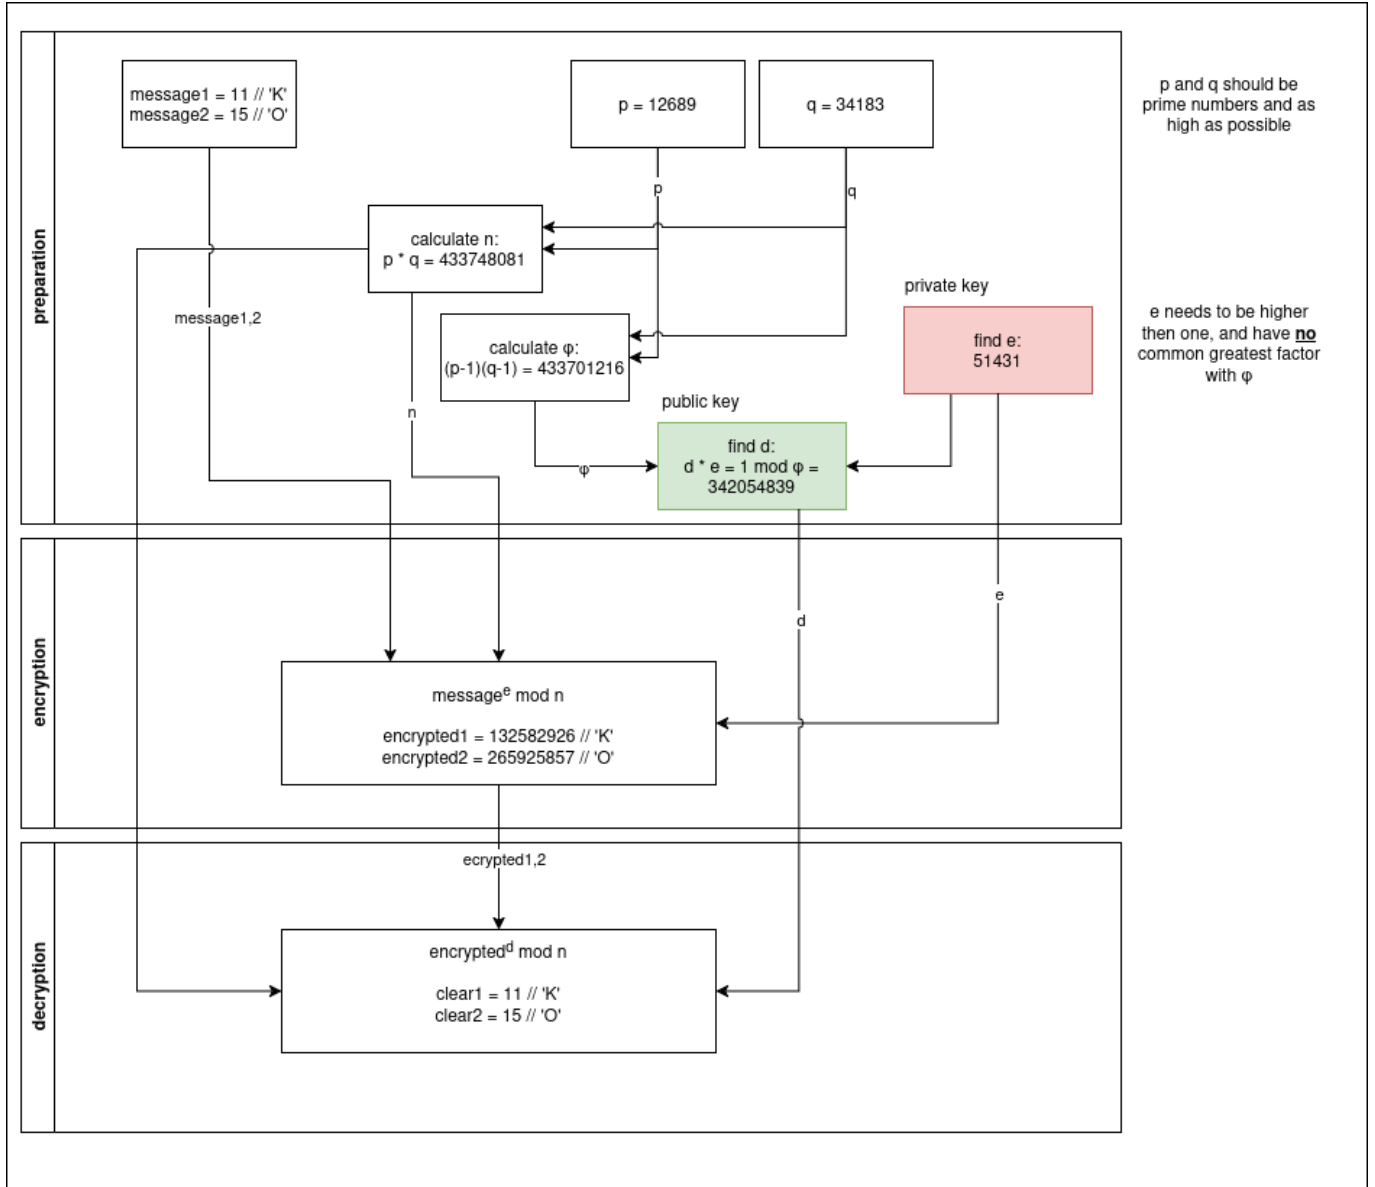 message1 = 11 // 'K'
message2 = 15 // 'O'
p = 12689
q = 34183
p and q should be
prime numbers and as
high as possible
p
q
calculate n:
p * q = 433748081
preparation
message1,2
private key
find e:
51431
e needs to be higher
then one, and have no
common greatest factor
with φ
calculate φ:
(p-1)(q-1) = 433701216
n
public key
find d:
d * e = 1 mod φ =
342054839
φ
encryption
e
d
messageᵉ mod n
encrypted1 = 132582926 // 'K'
encrypted2 = 265925857 // 'O'
ecrypted1,2
decryption
encryptedᵈ mod n
clear1 = 11 // 'K'
clear2 = 15 // 'O'